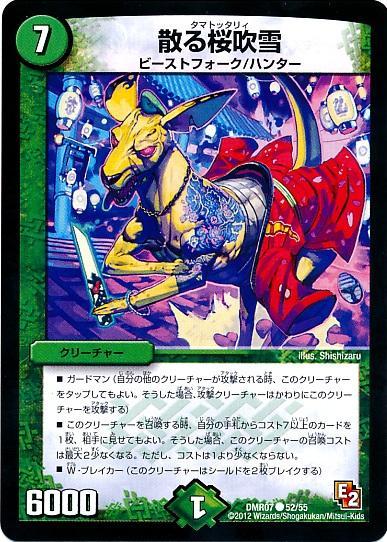 7
タマトッタリィ
散る桜吹雪
ビーストフォーク/ハンター
illus. Shishizaru
クリーチャー
■ ガードマン (自分の他のクリーチャーが攻撃される時、このクリーチャー
をタップしてもよい。そうした場合、攻撃クリーチャーはかわりにこのクリー
チャーを攻撃する)
■ このクリーチャーを召喚する時、自分の手札からコスト7以上のカードを
1枚、相手に見せてもよい。そうした場合、このクリーチャーの召喚コスト
は最大2少なくなる。ただし、コストは1より少なくならない。
■ W・ブレイカー (このクリーチャーはシールドを2枚ブレイクする)
6000
1
E2
DMR07 ● 52/55
©2012 Wizards/Shogakukan/Mitsui-Kids